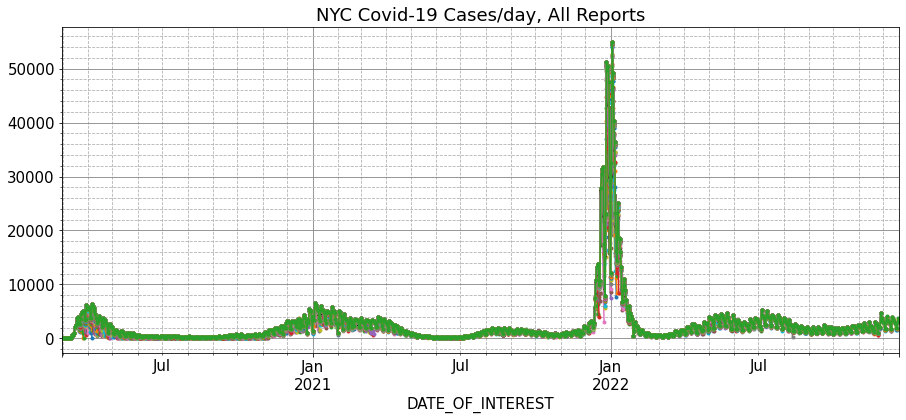 NYC Covid-19 Cases/day, All Reports
50000
40000
30000
20000
10000
0
Jul Jan Jul Jan Jul
2021 2022
DATE_OF_INTEREST